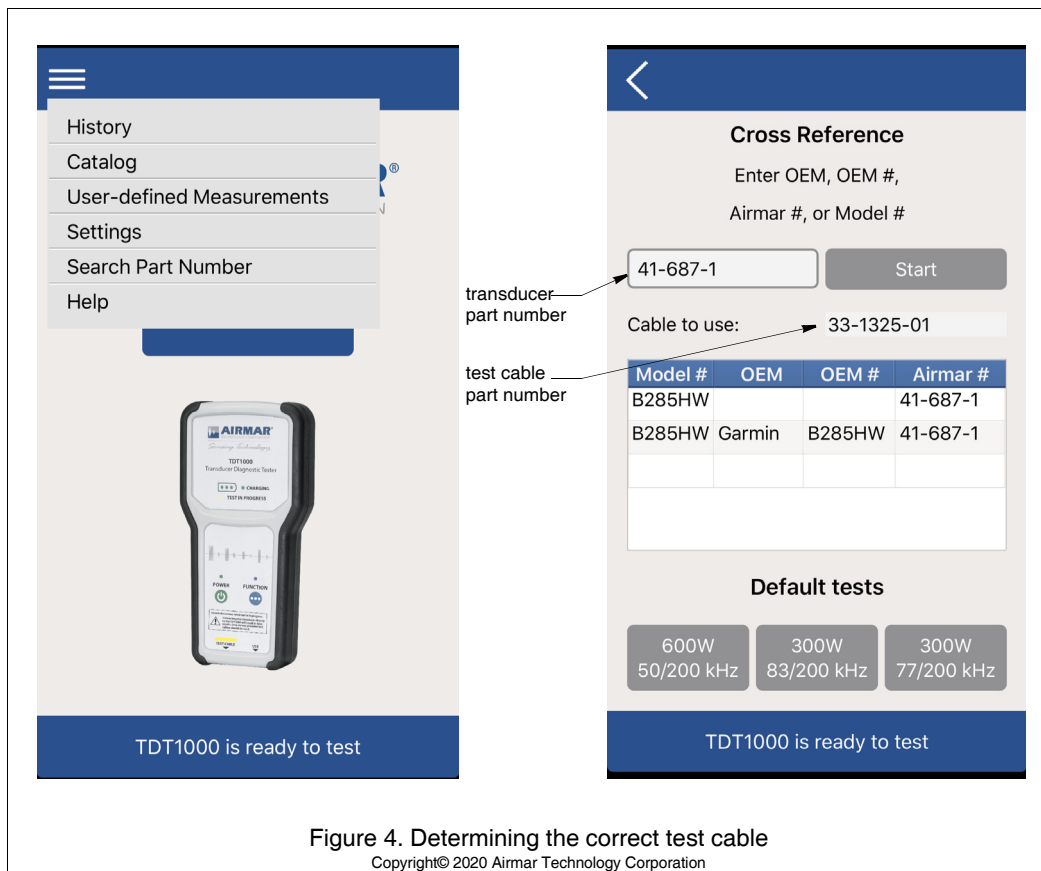 History
Catalog
User-defined Measurements
Settings
Search Part Number
Help
R®
N
AIRMAR®
Sensing Technology
TDT1000
Transducer Diagnostic Tester
CHARGING
TEST IN PROGRESS
POWER
FUNCTION
TEST CABLE
USB
TDT1000 is ready to test
transducer
part number
test cable
part number
Cross Reference
Enter OEM, OEM #,
Airmar #, or Model #
41-687-1
Start
Cable to use:
33-1325-01
Model # OEM OEM # Airmar #
B285HW 41-687-1
B285HW Garmin B285HW 41-687-1
Default tests
600W
50/200 kHz
300W
83/200 kHz
300W
77/200 kHz
TDT1000 is ready to test
Figure 4. Determining the correct test cable
Copyright© 2020 Airmar Technology Corporation